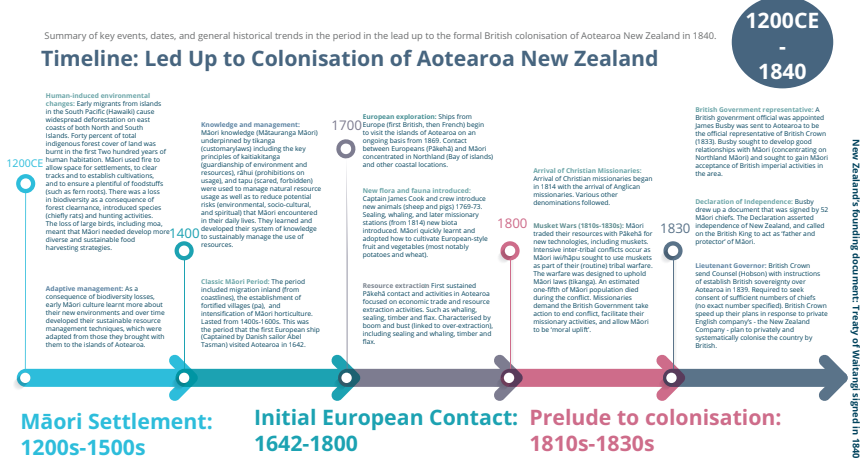 Summary of key events, dates, and general historical trends in the period in the lead up to the formal British colonisation of Aotearoa New Zealand in 1840.
Timeline: Led Up to Colonisation of Aotearoa New Zealand
1200CE
-
1840
1200CE
Human-induced environmental
changes: Early migrants from islands
in the South Pacific (Hawaiki) cause
widespread deforestation on east
coasts of both North and South
Islands. Forty percent of total
indigenous forest cover of land was
burnt in the first Two hundred years of
human habitation. Māori used fire to
allow space for settlements, to clear
tracks and to establish cultivations,
and to ensure a plentiful of foodstuffs
(such as fern roots). There was a loss
in biodiversity as a consequence of
forest clearnance, introduced species
(chiefly rats) and hunting activities.
The loss of large birds, including moa,
meant that Māori needed develop more
diverse and sustainable food
harvesting strategies.
Adaptive management: As a
consequence of biodiversity losses,
early Māori culture learnt more about
their new environments and over time
developed their sustainable resource
management techniques, which were
adapted from those they brought with
them to the islands of Aotearoa.
1400
Knowledge and management:
Māori knowledge (Mātauranga Māori)
underpinned by tikanga
(customarylaws) including the key
principles of kaitiakitanga
(guardianship of environment and
resources), rāhui (prohibitions on
usage), and tapu (scared, forbidden)
were used to manage natural resource
usage as well as to reduce potential
risks (environmental, socio-cultural,
and spiritual) that Māori encountered
in their daily lives. They learned and
developed their system of knowledge
to sustainably manage the use of
resources.
Classic Māori Period: The period
included migration inland (from
coastlines), the establishment of
fortified villages (pa), and
intensification of Māori horticulture.
Lasted from 1400s-1600s. This was
the period that the first European ship
(Captained by Danish sailor Abel
Tasman) visited Aotearoa in 1642.
1700
European exploration: Ships from
Europe (first British, then French) begin
to visit the islands of Aotearoa on an
ongoing basis from 1869. Contact
between Europeans (Pākehā) and Māori
concentrated in Northland (Bay of islands)
and other coastal locations.
New flora and fauna introduced:
Captain James Cook and crew introduce
new animals (sheep and pigs) 1769-73.
Sealing, whaling, and later missionary
stations (from 1814) new biota
introduced. Māori quickly learnt and
adopted how to cultivate European-style
fruit and vegetables (most notably
potatoes and wheat).
Resource extraction First sustained
Pākehā contact and activities in Aotearoa
focused on economic trade and resource
extraction activities. Such as whaling,
sealing, timber and flax. Characterised by
boom and bust (linked to over-extraction),
including sealing and whaling, timber and
flax.
1800
Arrival of Christian Missionaries:
Arrival of Christian missionaries began
in 1814 with the arrival of Anglican
missionaries. Various other
denominations followed.
Musket Wars (1810s-1830s): Māori
traded their resources with Pākehā for
new technologies, including muskets.
Intensive inter-tribal conflicts occur as
Māori iwi/hāpu sought to use muskets
as part of their (routine) tribal warfare.
The warfare was designed to uphold
Māori laws (tikanga). An estimated
one-fifth of Māori population died
during the conflict. Missionaries
demand the British Government take
action to end conflict, facilitate their
missionary activities, and allow Māori
to be 'moral uplift'.
1830
British Government representative: A
British govenment official was appointed
James Busby was sent to Aotearoa to be
the official representative of British Crown
(1833). Busby sought to develop good
relationships with Māori (concentrating on
Northland Māori) and sought to gain Māori
acceptance of British imperial activities in
the area.
Declaration of Independence: Busby
drew up a document that was signed by 52
Māori chiefs. The Declaration asserted
independence of New Zealand, and called
on the British King to act as 'father and
protector' of Māori.
Lieutenant Governor: British Crown
send Counsel (Hobson) with instructions
of establish British sovereignty over
Aotearoa in 1839. Required to seek
consent of sufficient numbers of chiefs
(no exact number specified). British Crown
speed up their plans in response to private
English company's - the New Zealand
Company - plan to privately and
systematically colonise the country by
British.
New Zealand's founding document: Treaty of Waitangi signed in 1840
Māori Settlement:
1200s-1500s
Initial European Contact:
1642-1800
Prelude to colonisation:
1810s-1830s